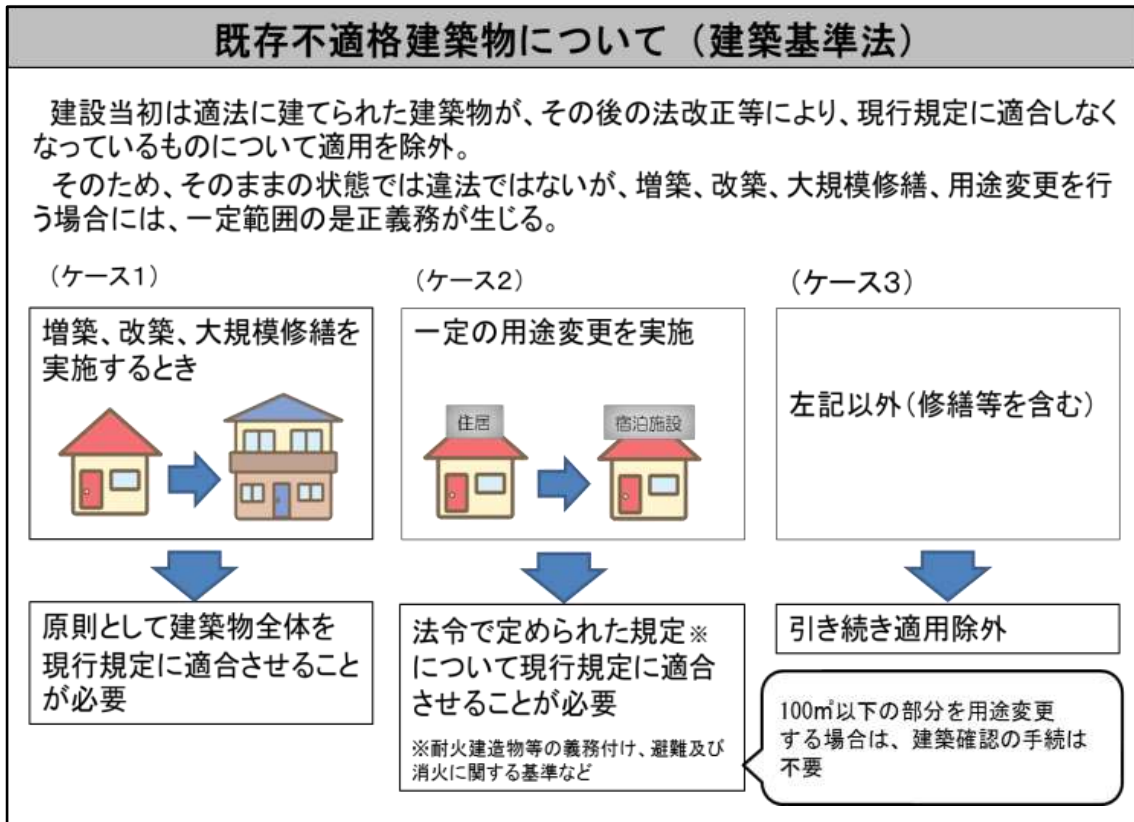 既存不適格建築物について（建築基準法）
建設当初は適法に建てられた建築物が、その後の法改正等により、現行規定に適合しなく
なっているものについて適用を除外。
そのため、そのままの状態では違法ではないが、増築、改築、大規模修繕、用途変更を行
う場合には、一定範囲の是正義務が生じる。
（ケース１）
増築、改築、大規模修繕を
実施するとき
原則として建築物全体を
現行規定に適合させること
が必要
（ケース２）
一定の用途変更を実施
住居
宿泊施設
法令で定められた規定※
について現行規定に適合
させることが必要
※耐火建造物等の義務付け、避難及び
消火に関する基準など
（ケース３）
左記以外（修繕等を含む）
引き続き適用除外
100㎡以下の部分を用途変更
する場合は、建築確認の手続は
不要